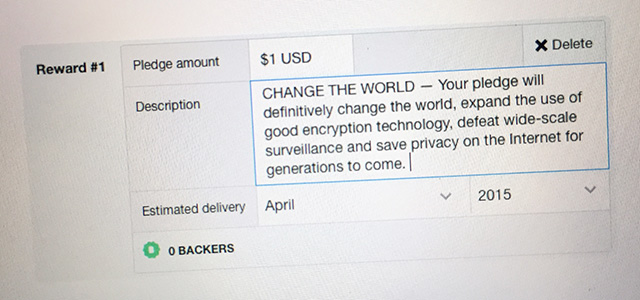 Reward #1
Pledge amount
$1 USD
Delete
Description
CHANGE THE WORLD — Your pledge will
definitively change the world, expand the use of
good encryption technology, defeat wide-scale
surveillance and save privacy on the Internet for
generations to come.
Estimated delivery
April
2015
0 BACKERS